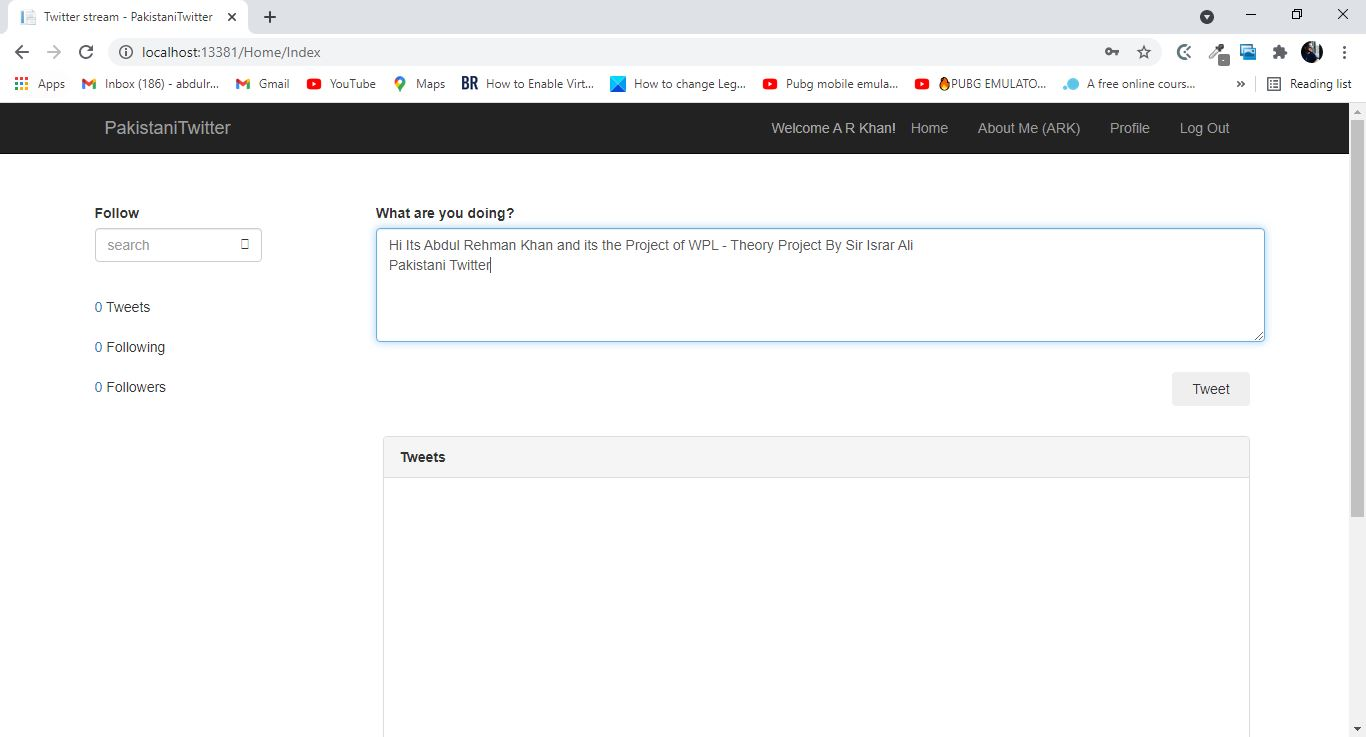 Twitter stream - PakistaniTwitter
localhost:13381/Home/Index
Apps Inbox (186) - abdulr... Gmail YouTube Maps BR How to Enable Virt... How to change Leg... Pubg mobile emula... PUBG EMULATO... A free online cours... » Reading list
PakistaniTwitter Welcome A R Khan! Home About Me (ARK) Profile Log Out
Follow
search
0 Tweets
0 Following
0 Followers
What are you doing?
Hi Its Abdul Rehman Khan and its the Project of WPL - Theory Project By Sir Israr Ali
Pakistani Twitter
Tweet
Tweets